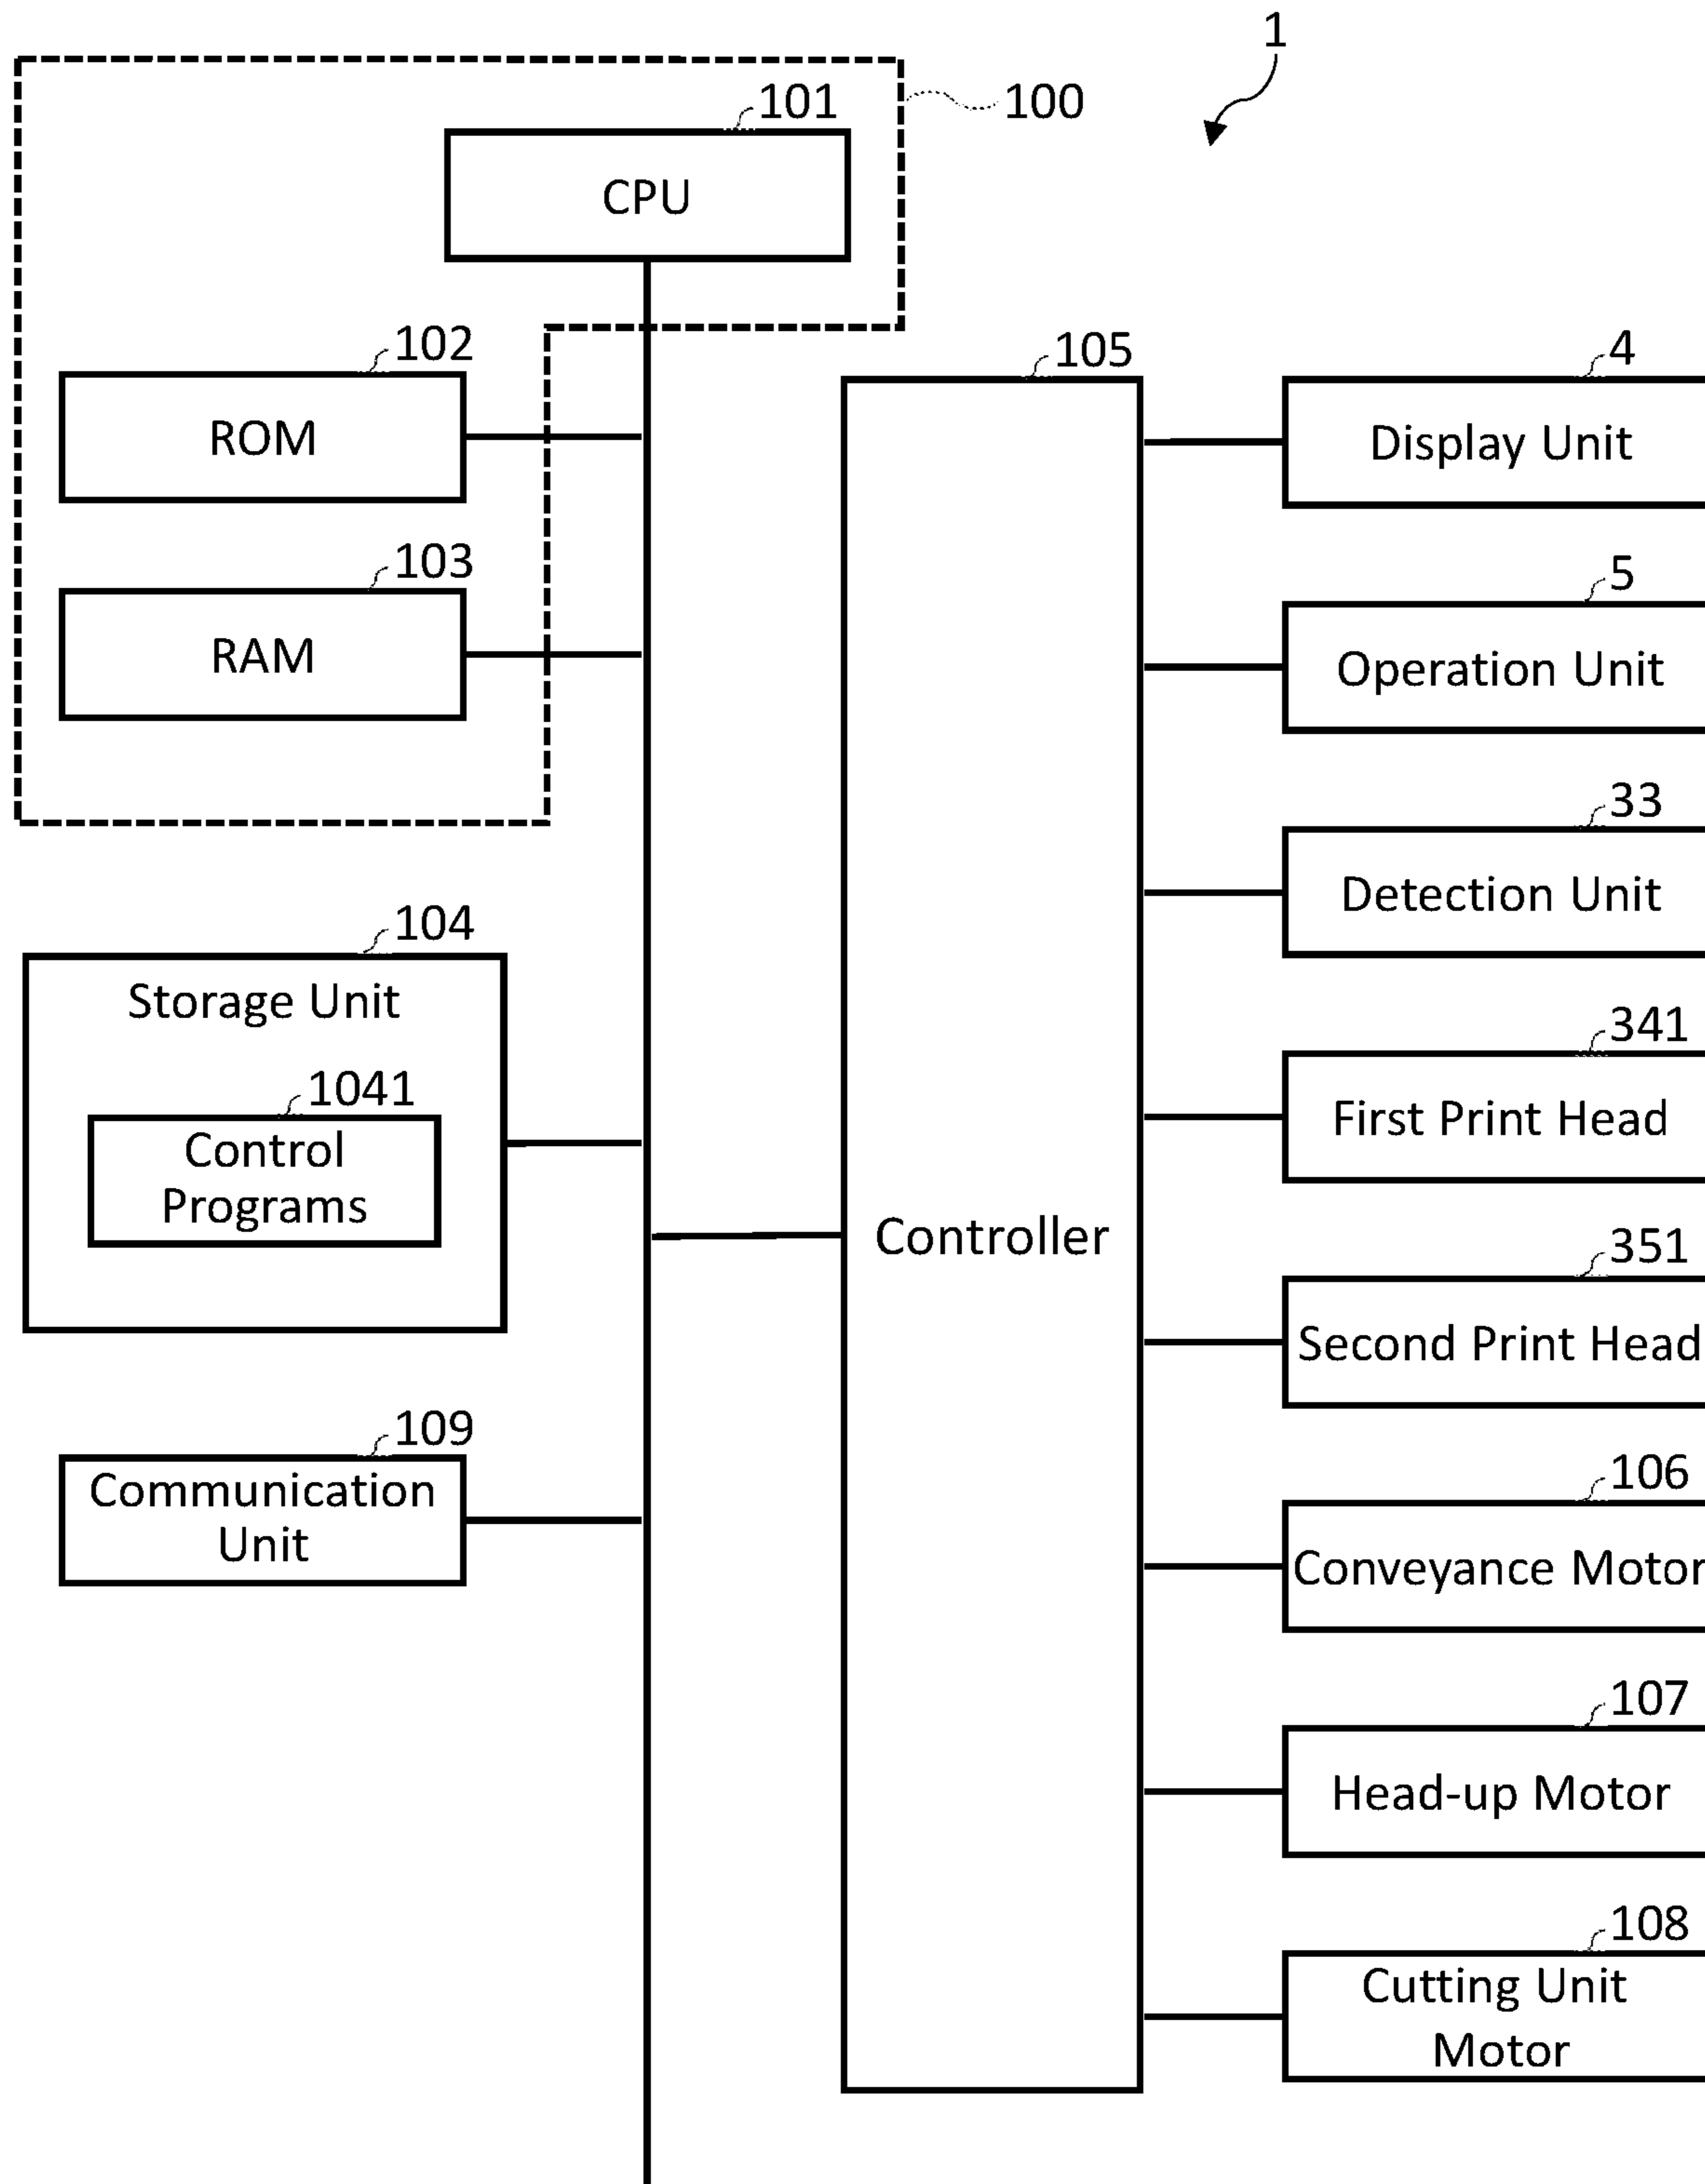 1
101
100
CPU
102
ROM
103
RAM
104
Storage Unit
1041
Control
Programs
109
Communication
Unit
105
Controller
4
Display Unit
5
Operation Unit
33
Detection Unit
341
First Print Head
351
Second Print Head
106
Conveyance Motor
107
Head-up Motor
108
Cutting Unit
Motor